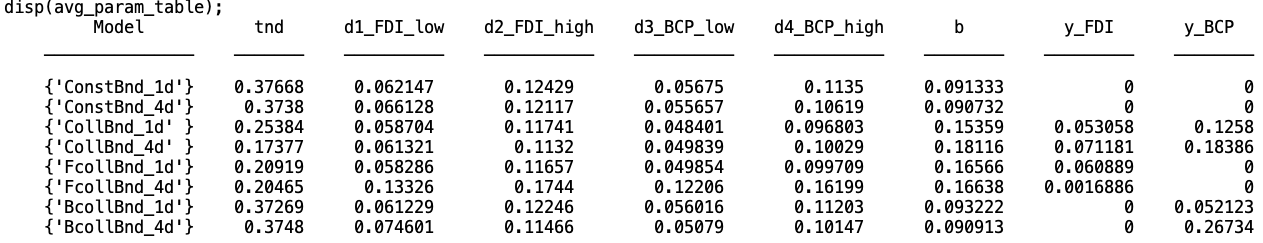 disp(avg_param_table);
Model tnd d1_FDI_low d2_FDI_high d3_BCP_low d4_BCP_high b y_FDI y_BCP
{'ConstBnd_1d'} 0.37668 0.062147 0.12429 0.05675 0.1135 0.091333 0 0
{'ConstBnd_4d'} 0.3738 0.066128 0.12117 0.055657 0.10619 0.090732 0 0
{'CollBnd_1d' } 0.25384 0.058704 0.11741 0.048401 0.096803 0.15359 0.053058 0.1258
{'CollBnd_4d' } 0.17377 0.061321 0.1132 0.049839 0.10029 0.18116 0.071181 0.18386
{'FcollBnd_1d'} 0.20919 0.058286 0.11657 0.049854 0.099709 0.16566 0.060889 0
{'FcollBnd_4d'} 0.20465 0.13326 0.1744 0.12206 0.16199 0.16638 0.0016886 0
{'BcollBnd_1d'} 0.37269 0.061229 0.12246 0.056016 0.11203 0.093222 0 0.052123
{'BcollBnd_4d'} 0.3748 0.074601 0.11466 0.05079 0.10147 0.090913 0 0.26734